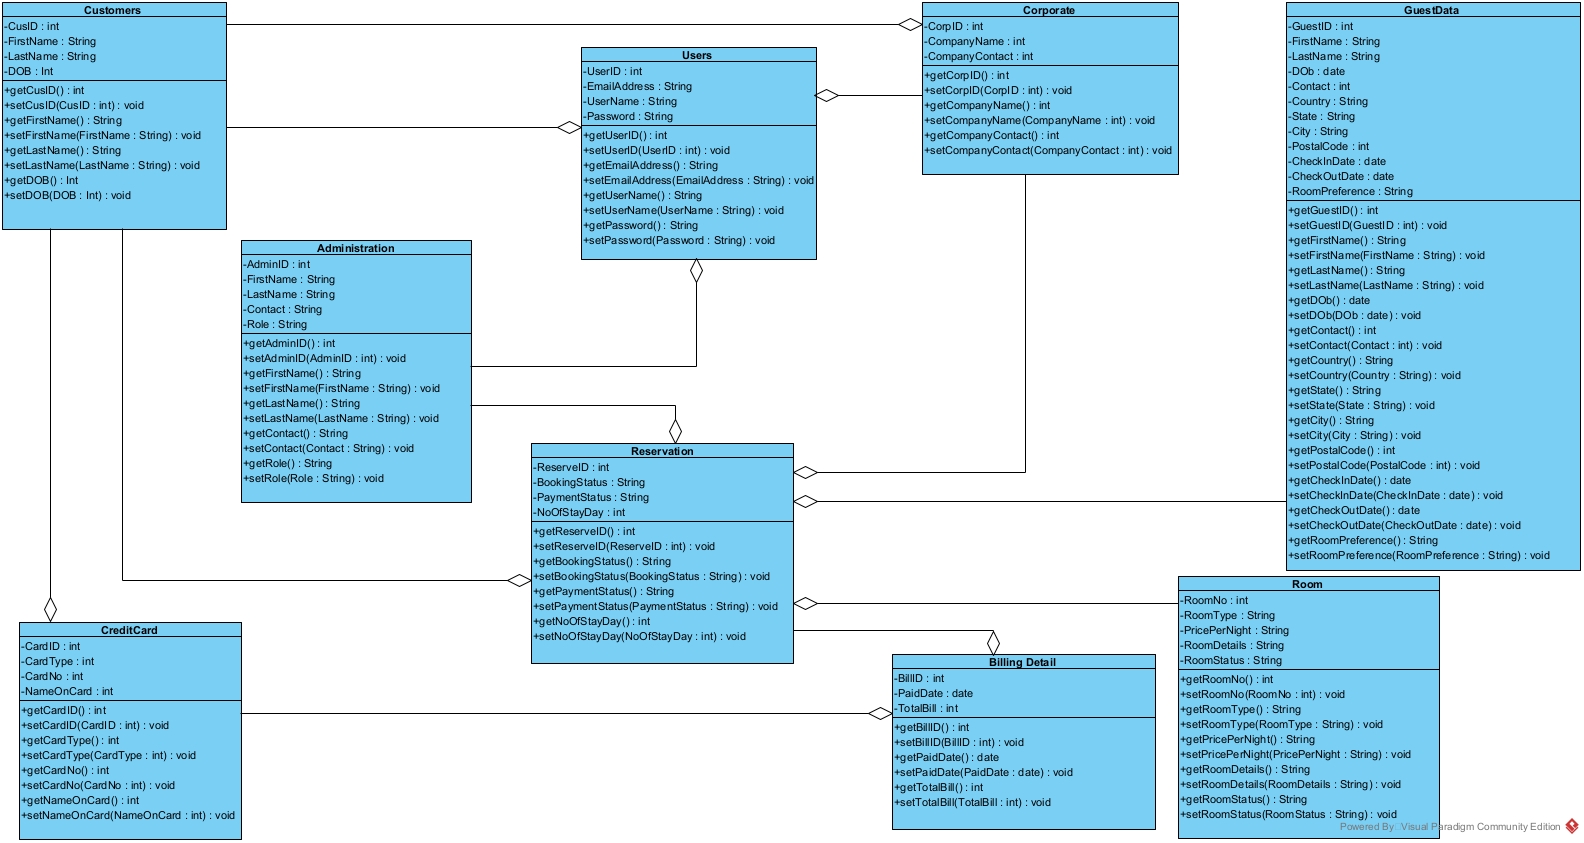 Customers
-CusID : int
-FirstName : String
-LastName : String
-DOB : Int
+getCusID() : int
+setCusID(CusID : int) : void
+getFirstName() : String
+setFirstName(FirstName : String) : void
+getLastName() : String
+setLastName(LastName : String) : void
+getDOB() : Int
+setDOB(DOB : Int) : void
Users
-UserID : int
-EmailAddress : String
-UserName : String
-Password : String
+getUserID() : int
+setUserID(UserID : int) : void
+getEmailAddress() : String
+setEmailAddress(EmailAddress : String) : void
+getUserName() : String
+setUserName(UserName : String) : void
+getPassword() : String
+setPassword(Password : String) : void
Corporate
-CorpID : int
-CompanyName : int
-CompanyContact : int
+getCorpID() : int
+setCorpID(CorpID : int) : void
+getCompanyName() : int
+setCompanyName(CompanyName : int) : void
+getCompanyContact() : int
+setCompanyContact(CompanyContact : int) : void
GuestData
-GuestID : int
-FirstName : String
-LastName : String
-DOb : date
-Contact : int
-Country : String
-State : String
-City : String
-PostalCode : int
-CheckInDate : date
-CheckOutDate : date
-RoomPreference : String
+getGuestID() : int
+setGuestID(GuestID : int) : void
+getFirstName() : String
+setFirstName(FirstName : String) : void
+getLastName() : String
+setLastName(LastName : String) : void
+getDOb() : date
+setDOb(DOb : date) : void
+getContact() : int
+setContact(Contact : int) : void
+getCountry() : String
+setCountry(Country : String) : void
+getState() : String
+setState(State : String) : void
+getCity() : String
+setCity(City : String) : void
+getPostalCode() : int
+setPostalCode(PostalCode : int) : void
+getCheckInDate() : date
+setCheckInDate(CheckInDate : date) : void
+getCheckOutDate() : date
+setCheckOutDate(CheckOutDate : date) : void
+getRoomPreference() : String
+setRoomPreference(RoomPreference : String) : void
Administration
-AdminID : int
-FirstName : String
-LastName : String
-Contact : String
-Role : String
+getAdminID() : int
+setAdminID(AdminID : int) : void
+getFirstName() : String
+setFirstName(FirstName : String) : void
+getLastName() : String
+setLastName(LastName : String) : void
+getContact() : String
+setContact(Contact : String) : void
+getRole() : String
+setRole(Role : String) : void
Reservation
-ReserveID : int
-BookingStatus : String
-PaymentStatus : String
-NoOfStayDay : int
+getReserveID() : int
+setReserveID(ReserveID : int) : void
+getBookingStatus() : String
+setBookingStatus(BookingStatus : String) : void
+getPaymentStatus() : String
+setPaymentStatus(PaymentStatus : String) : void
+getNoOfStayDay() : int
+setNoOfStayDay(NoOfStayDay : int) : void
CreditCard
-CardID : int
-CardType : int
-CardNo : int
-NameOnCard : int
+getCardID() : int
+setCardID(CardID : int) : void
+getCardType() : int
+setCardType(CardType : int) : void
+getCardNo() : int
+setCardNo(CardNo : int) : void
+getNameOnCard() : int
+setNameOnCard(NameOnCard : int) : void
Billing Detail
-BillID : int
-PaidDate : date
-TotalBill : int
+getBillID() : int
+setBillID(BillID : int) : void
+getPaidDate() : date
+setPaidDate(PaidDate : date) : void
+getTotalBill() : int
+setTotalBill(TotalBill : int) : void
Room
-RoomNo : int
-RoomType : String
-PricePerNight : String
-RoomDetails : String
-RoomStatus : String
+getRoomNo() : int
+setRoomNo(RoomNo : int) : void
+getRoomType() : String
+setRoomType(RoomType : String) : void
+getPricePerNight() : String
+setPricePerNight(PricePerNight : String) : void
+getRoomDetails() : String
+setRoomDetails(RoomDetails : String) : void
+getRoomStatus() : String
+setRoomStatus(RoomStatus : String) : void
Powered By Visual Paradigm Community Edition